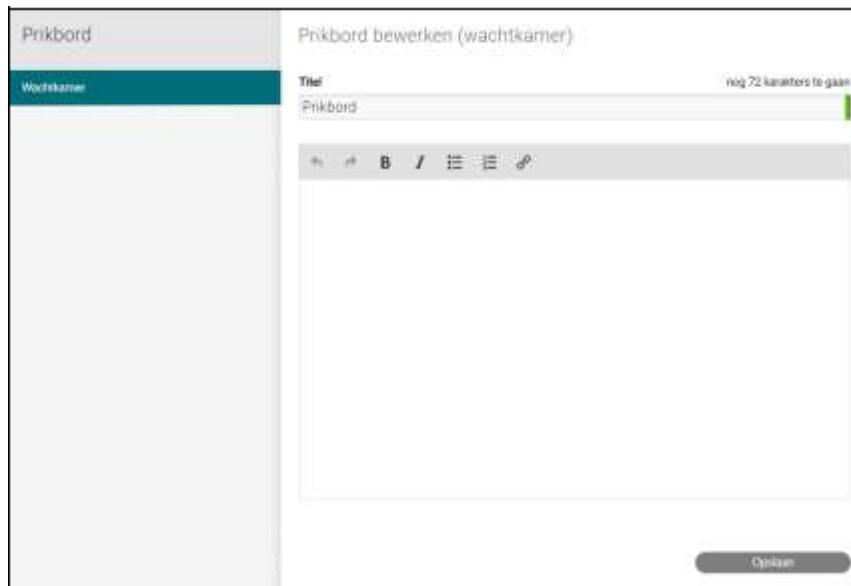 Prikbord
Wachtkamer
Prikbord bewerken (wachtkamer)
Titel
nog 72 karakters te gaan
Prikbord
B I
Opslaan